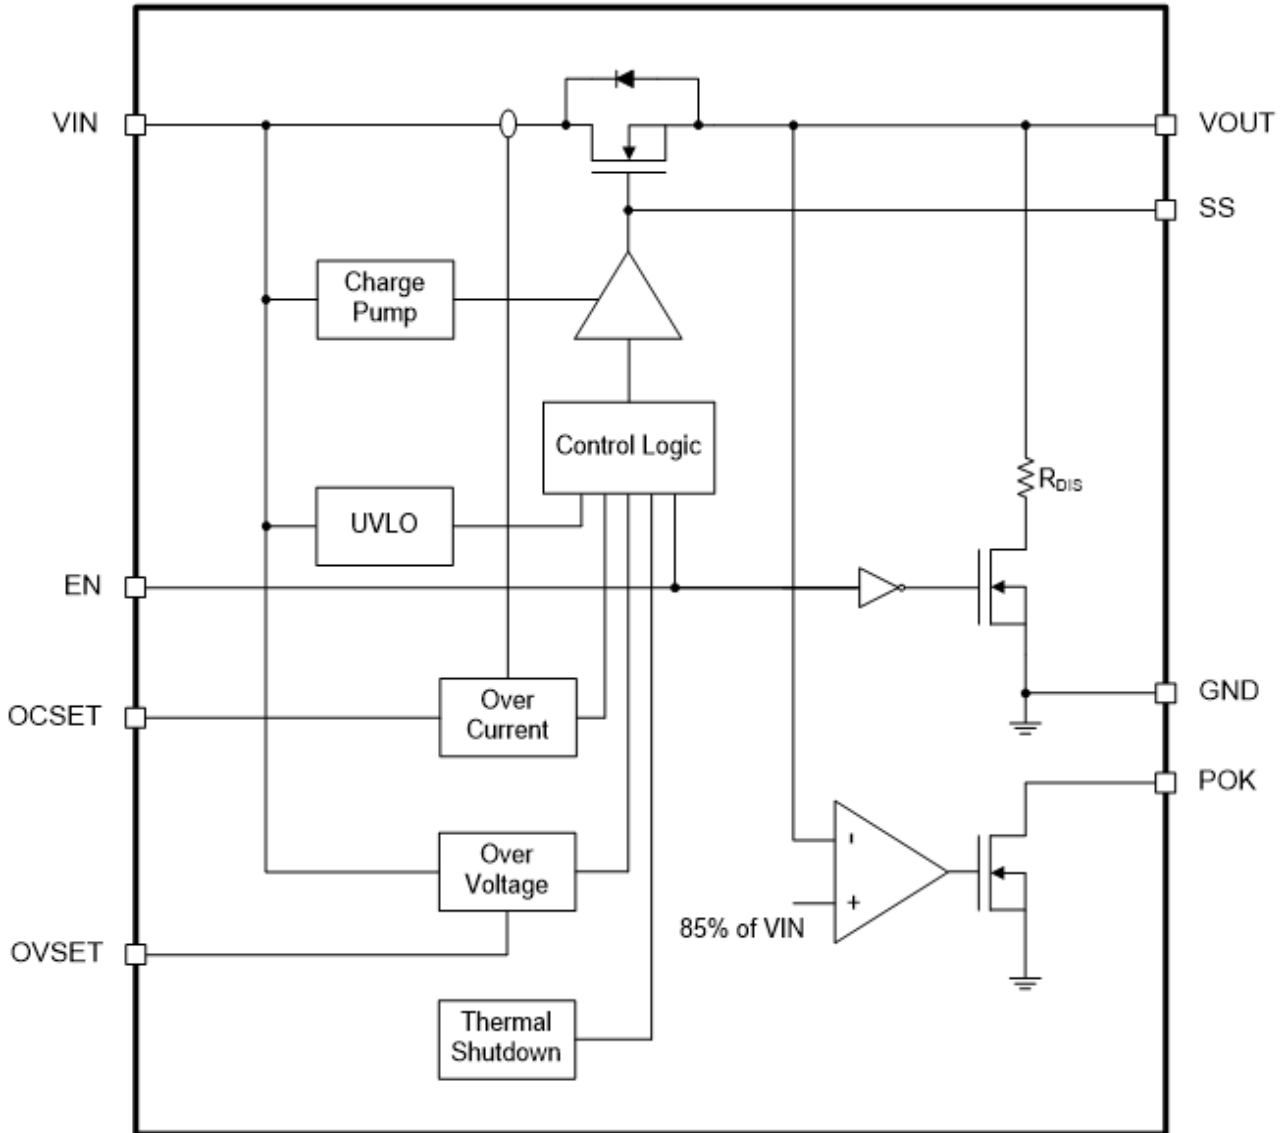 VIN
VOUT
SS
Charge
Pump
Control Logic
R_DIS
UVLO
EN
GND
OCSET
Over
Current
POK
Over
Voltage
-
+
85% of VIN
OVSET
Thermal
Shutdown